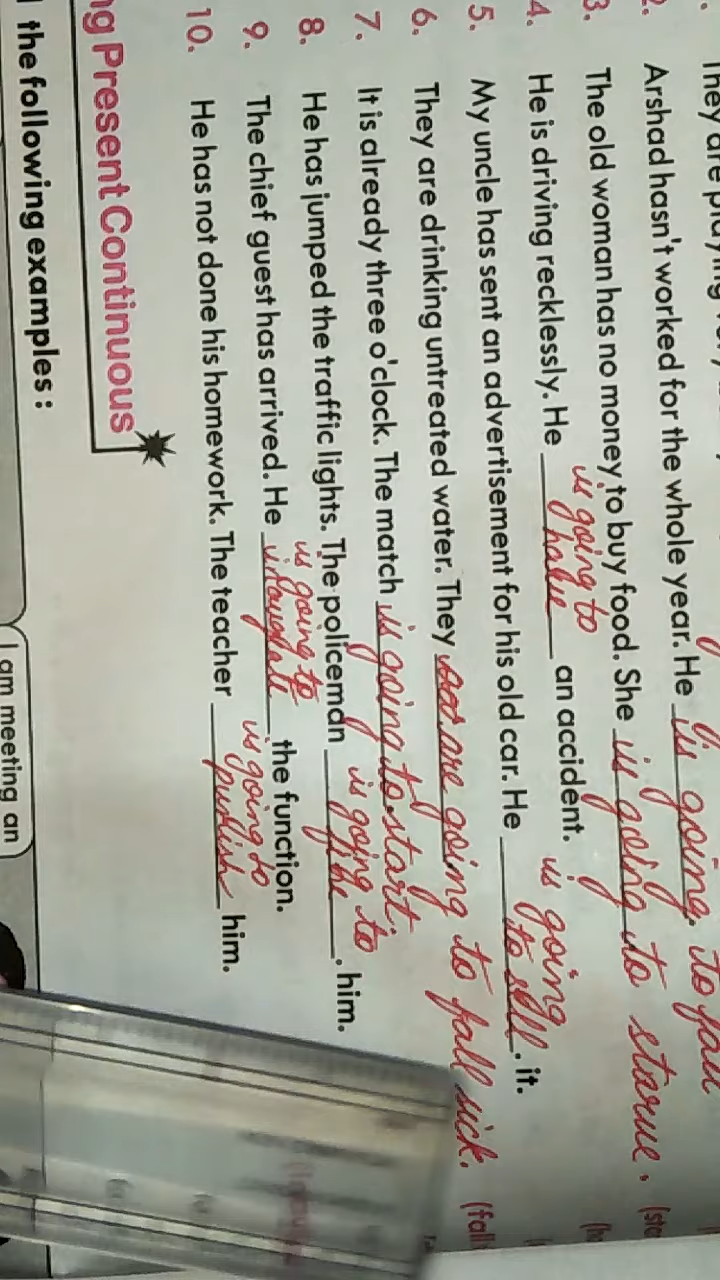 They are playing
2. Arshad hasn't worked for the whole year. He is going to fail
3. The old woman has no money to buy food. She is going to starve. (sta
4. He is driving recklessly. He is going to have an accident.
5. My uncle has sent an advertisement for his old car. He is going to sell. it.
6. They are drinking untreated water. They are going to fall sick. (fall
7. It is already three o'clock. The match is going to start.
8. He has jumped the traffic lights. The policeman is going to . him.
9. The chief guest has arrived. He is going to the function.
10. He has not done his homework. The teacher is going to him.
ng Present Continuous
the following examples:
I am meeting an